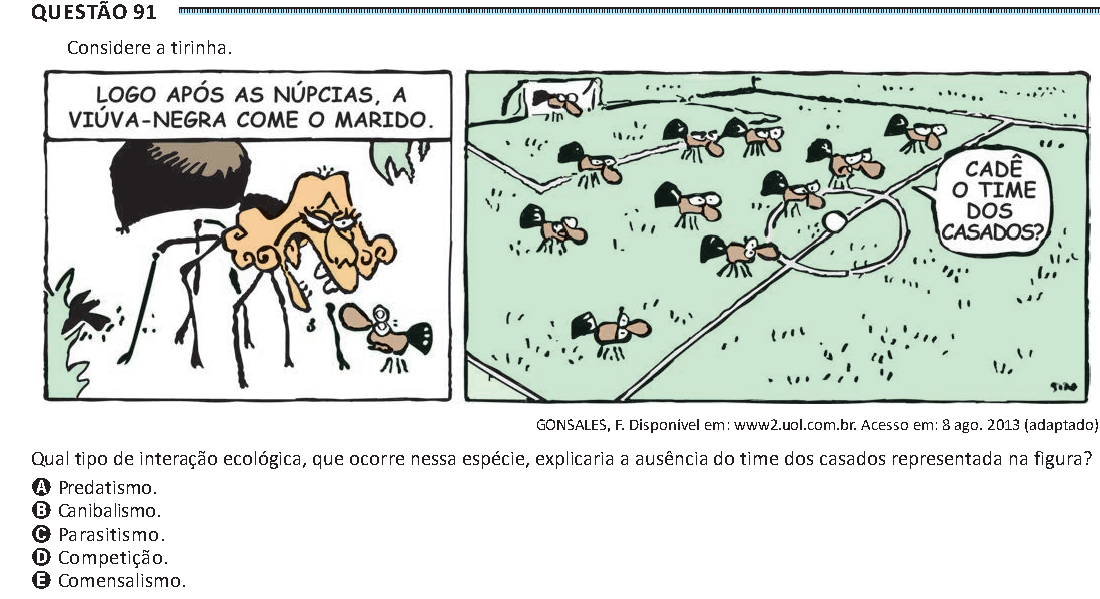 QUESTÃO 91
Considere a tirinha.
LOGO APÓS AS NÚPCIAS, A
VIÚVA-NEGRA COME O MARIDO.
CADÊ
O TIME
DOS
CASADOS?
GONSALES, F. Disponível em: www2.uol.com.br. Acesso em: 8 ago. 2013 (adaptado)
Qual tipo de interação ecológica, que ocorre nessa espécie, explicaria a ausência do time dos casados representada na figura?
A Predatismo.
B Canibalismo.
C Parasitismo.
D Competição.
E Comensalismo.